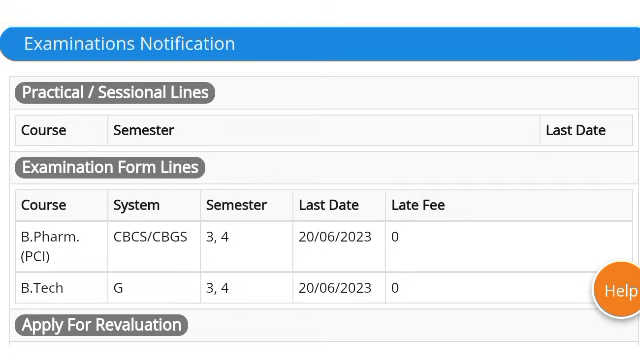 Examinations Notification
Practical / Sessional Lines
Course Semester Last Date
Examination Form Lines
Course System Semester Last Date Late Fee
B.Pharm. CBCS/CBGS 3, 4 20/06/2023 0
(PCI)
B.Tech G 3, 4 20/06/2023 0
Help
Apply For Revaluation